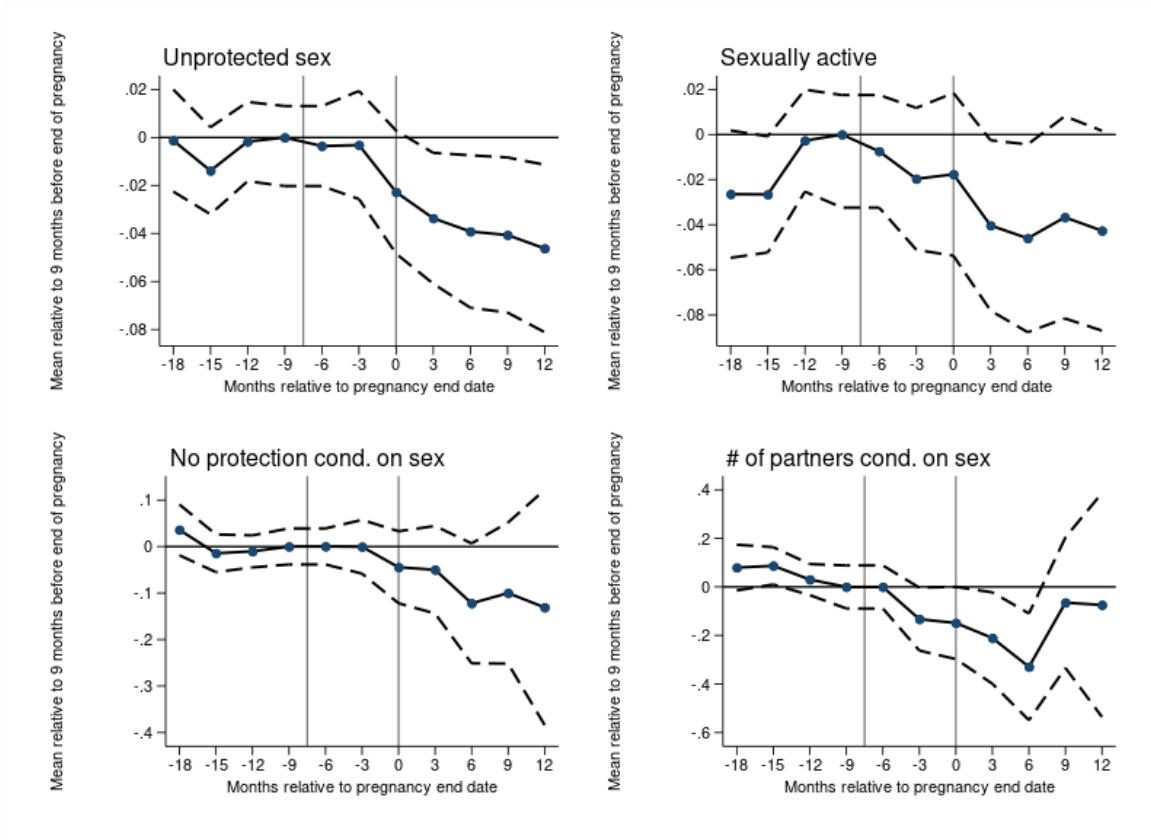 Unprotected sex
Mean relative to 9 months before end of pregnancy
.02
0
-.02
-.04
-.06
-.08
-18 -15 -12 -9 -6 -3 0 3 6 9 12
Months relative to pregnancy end date
Sexually active
Mean relative to 9 months before end of pregnancy
.02
0
-.02
-.04
-.06
-.08
-18 -15 -12 -9 -6 -3 0 3 6 9 12
Months relative to pregnancy end date
No protection cond. on sex
Mean relative to 9 months before end of pregnancy
.1
0
-.1
-.2
-.3
-.4
-18 -15 -12 -9 -6 -3 0 3 6 9 12
Months relative to pregnancy end date
# of partners cond. on sex
Mean relative to 9 months before end of pregnancy
.4
.2
0
-.2
-.4
-.6
-18 -15 -12 -9 -6 -3 0 3 6 9 12
Months relative to pregnancy end date